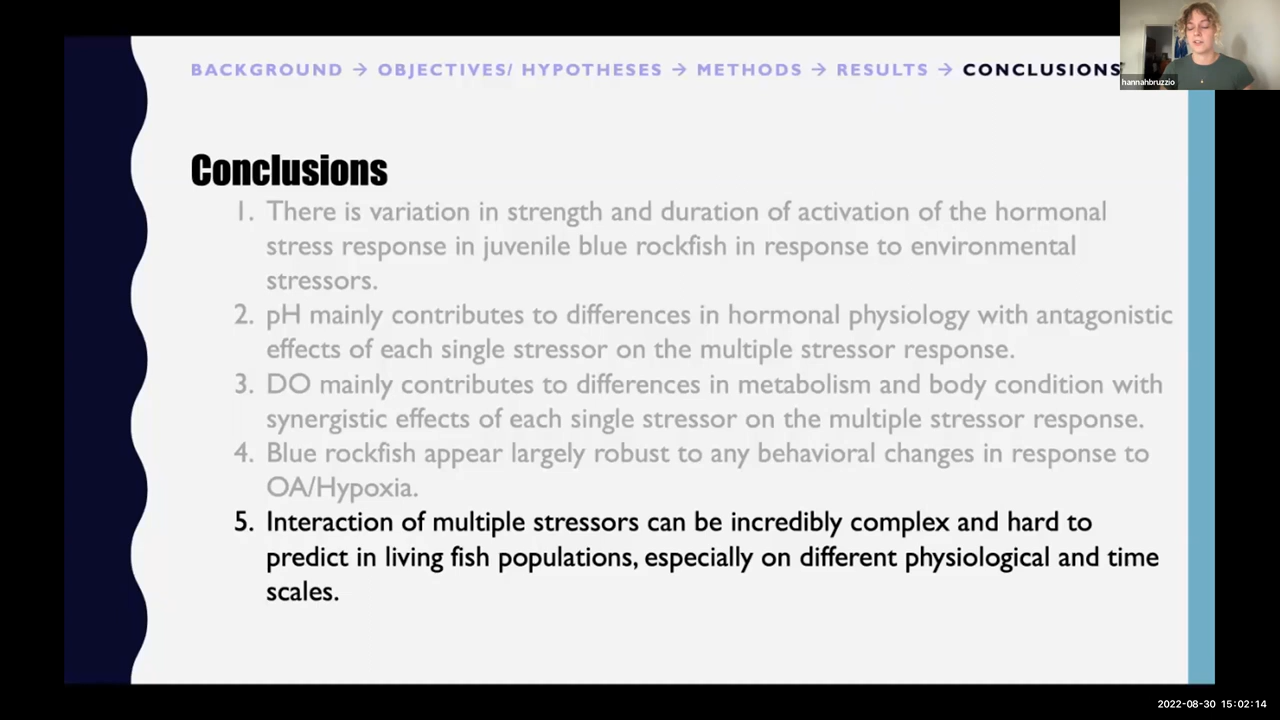 BACKGROUND → OBJECTIVES/ HYPOTHESES → METHODS → RESULTS → CONCLUSIONS
hannahbruzzio
Conclusions
1. There is variation in strength and duration of activation of the hormonal
stress response in juvenile blue rockfish in response to environmental
stressors.
2. pH mainly contributes to differences in hormonal physiology with antagonistic
effects of each single stressor on the multiple stressor response.
3. DO mainly contributes to differences in metabolism and body condition with
synergistic effects of each single stressor on the multiple stressor response.
4. Blue rockfish appear largely robust to any behavioral changes in response to
OA/Hypoxia.
5. Interaction of multiple stressors can be incredibly complex and hard to
predict in living fish populations, especially on different physiological and time
scales.
2022-08-30 15:02:14